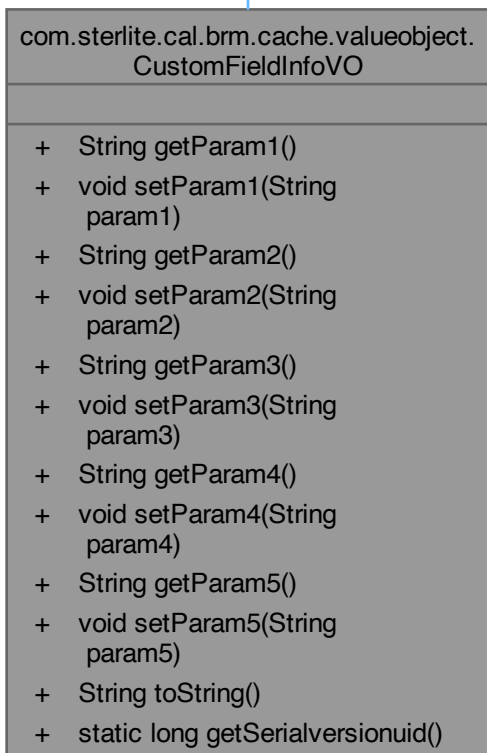 com.sterlite.cal.brm.cache.valueobject.
CustomFieldInfoVO
+ String getParam1()
+ void setParam1(String
param1)
+ String getParam2()
+ void setParam2(String
param2)
+ String getParam3()
+ void setParam3(String
param3)
+ String getParam4()
+ void setParam4(String
param4)
+ String getParam5()
+ void setParam5(String
param5)
+ String toString()
+ static long getSerialversionuid()